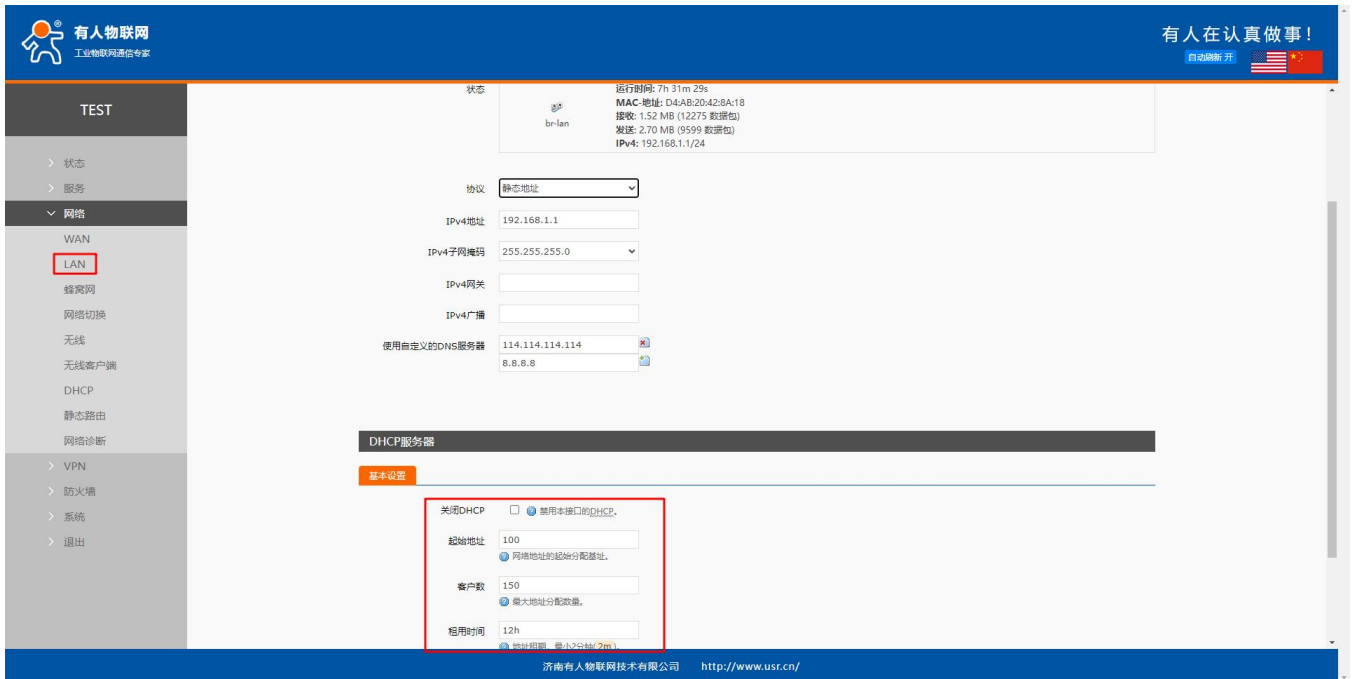 有人物联网
工业物联网通信专家
有人在认真做事!
自动刷新 开
TEST
状态
服务
网络
WAN
LAN
蜂窝网
网络切换
无线
无线客户端
DHCP
静态路由
网络诊断
VPN
防火墙
系统
退出
状态
br-lan
运行时间: 7h 31m 29s
MAC-地址: D4:AB:20:42:8A:18
接收: 1.52 MB (12275 数据包)
发送: 2.70 MB (9599 数据包)
IPv4: 192.168.1.1/24
协议 静态地址
IPv4地址 192.168.1.1
IPv4子网掩码 255.255.255.0
IPv4网关
IPv4广播
使用自定义的DNS服务器 114.114.114.114
8.8.8.8
DHCP服务器
基本设置
关闭DHCP 禁用本接口的DHCP。
起始地址 100
网络地址的起始分配基址。
客户数 150
最大地址分配数量。
租用时间 12h
地址租期，最小2分钟(2m)。
济南有人物联网技术有限公司 http://www.usr.cn/